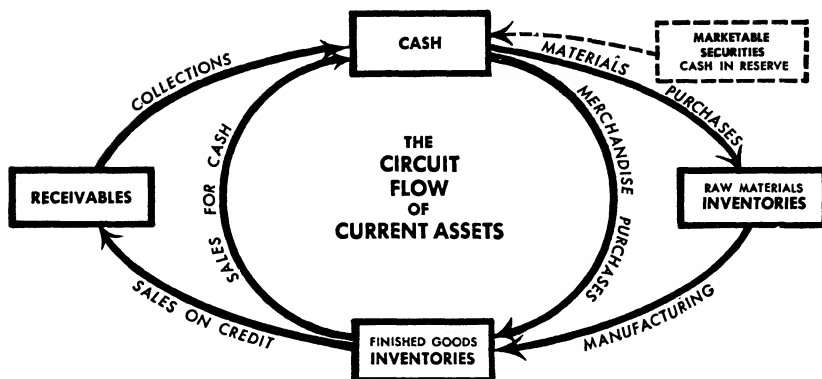 CASH
MARKETABLE
SECURITIES
CASH IN RESERVE
COLLECTIONS
MATERIALS PURCHASES
SALES FOR CASH
THE
CIRCUIT
FLOW
OF
CURRENT ASSETS
MERCHANDISE PURCHASES
RECEIVABLES
RAW MATERIALS
INVENTORIES
SALES ON CREDIT
MANUFACTURING
FINISHED GOODS
INVENTORIES